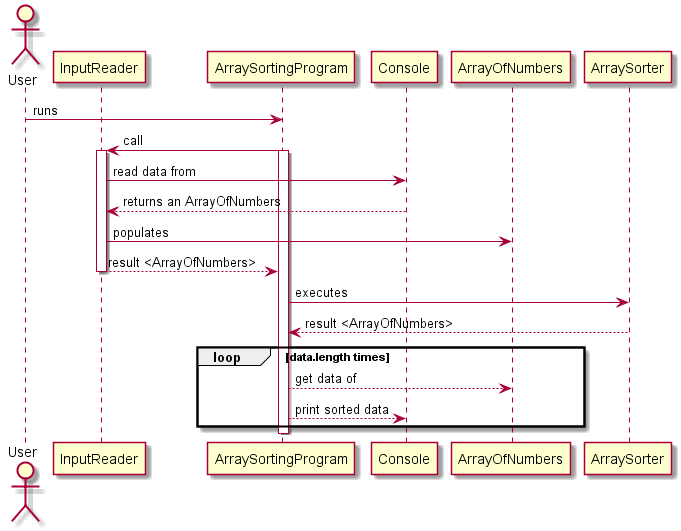 User
InputReader
ArraySortingProgram
Console
ArrayOfNumbers
ArraySorter
runs
call
read data from
returns an ArrayOfNumbers
populates
result <ArrayOfNumbers>
executes
result <ArrayOfNumbers>
loop [data.length times]
get data of
print sorted data
User
InputReader
ArraySortingProgram
Console
ArrayOfNumbers
ArraySorter